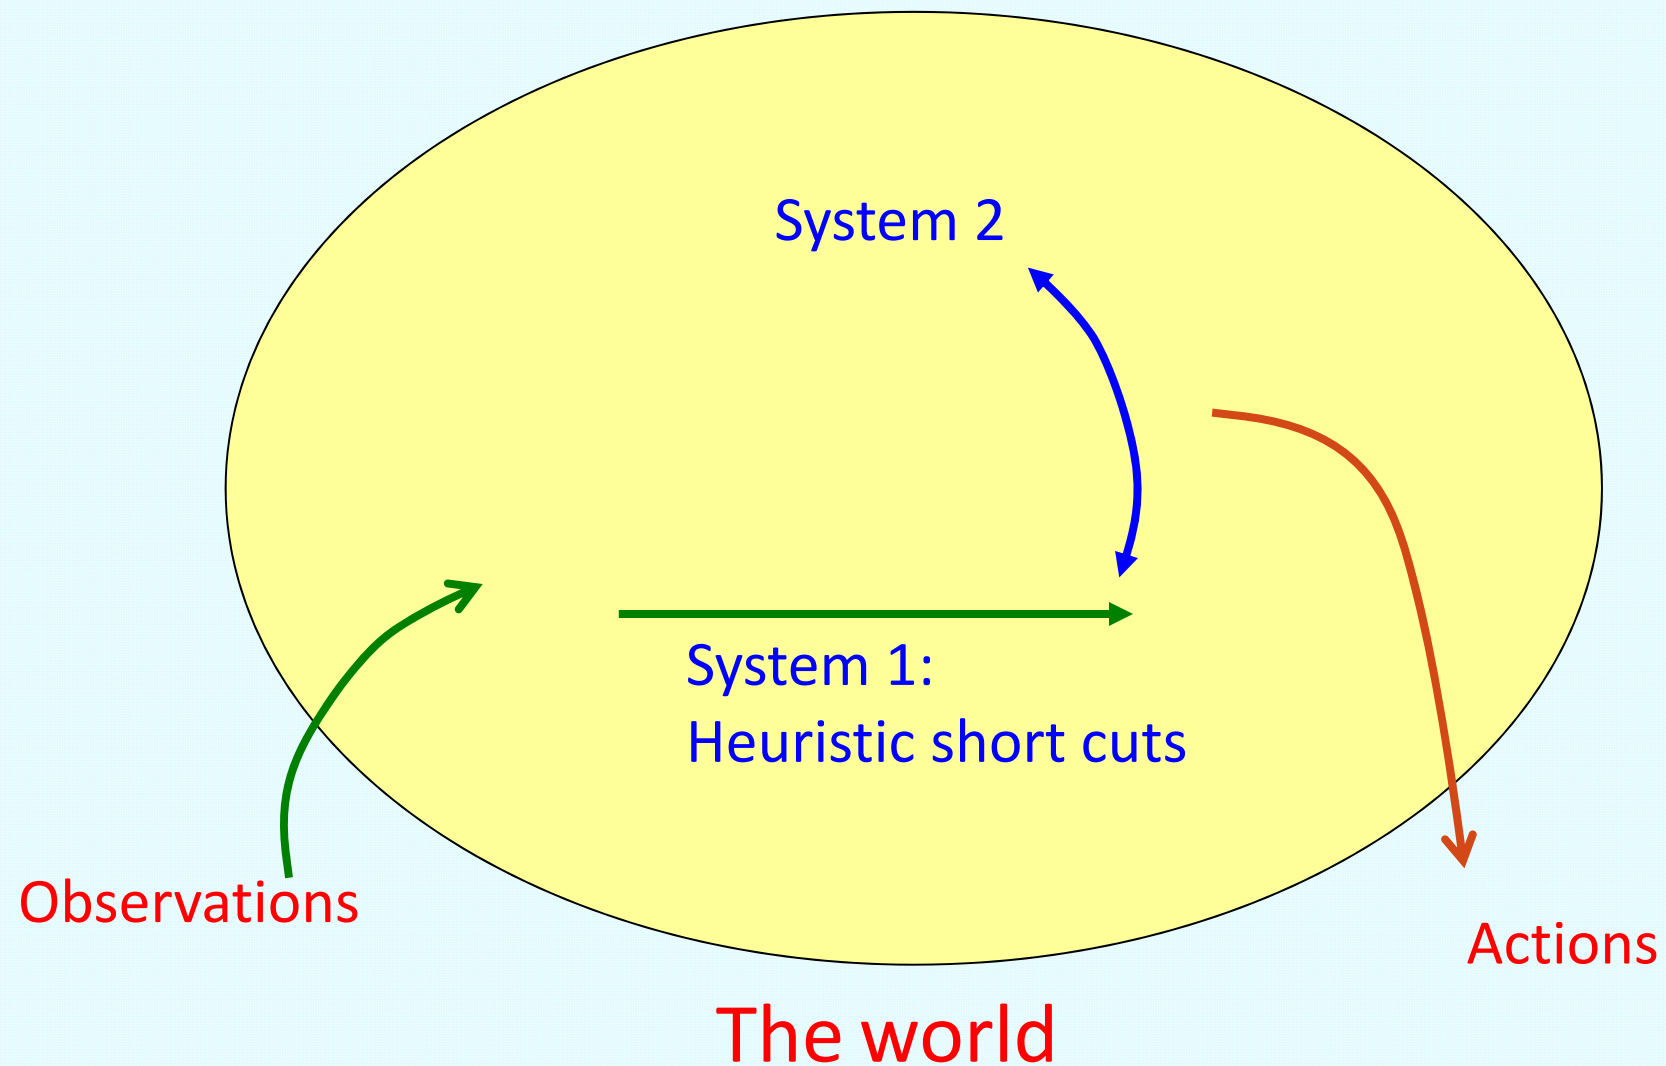 System 2
System 1:
Heuristic short cuts
Observations
Actions
The world